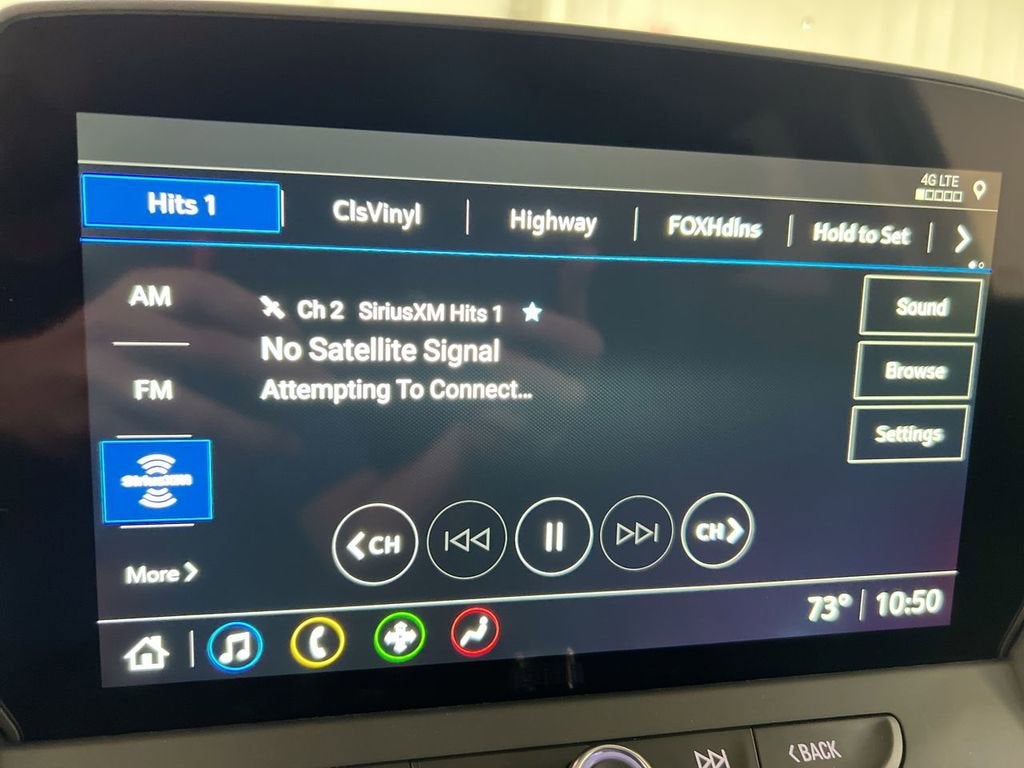 4G LTE
Hits 1
ClsVinyl
Highway
FOXHdlns
Hold to Set
AM
FM
SiriusXM
More
Ch 2 SiriusXM Hits 1
No Satellite Signal
Attempting To Connect...
Sound
Browse
Settings
CH
CH
73° 10:50
BACK